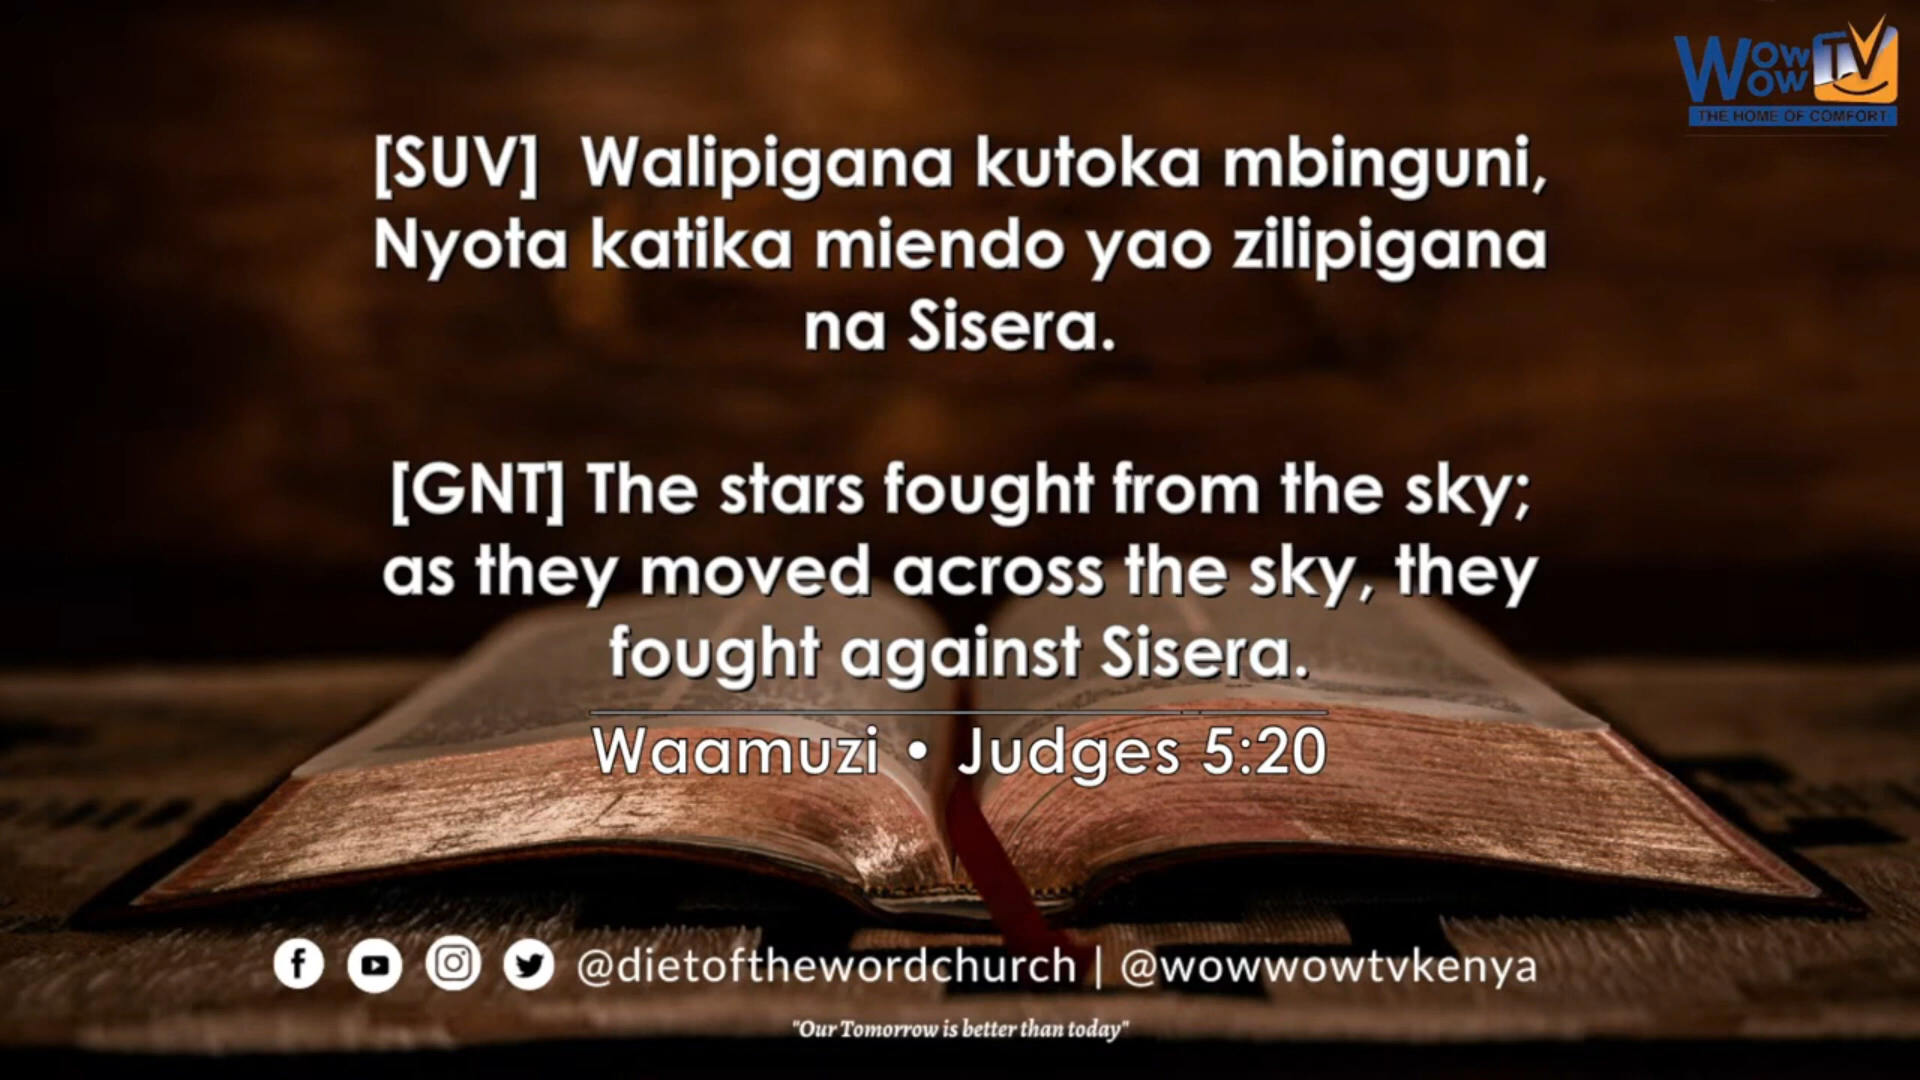 WOW WOW TV
THE HOME OF COMFORT
[SUV] Walipigana kutoka mbinguni,
Nyota katika miendo yao zilipigana
na Sisera.
[GNT] The stars fought from the sky;
as they moved across the sky, they
fought against Sisera.
Waamuzi • Judges 5:20
@dietofthewordchurch | @wowwowtvkenya
"Our Tomorrow is better than today"